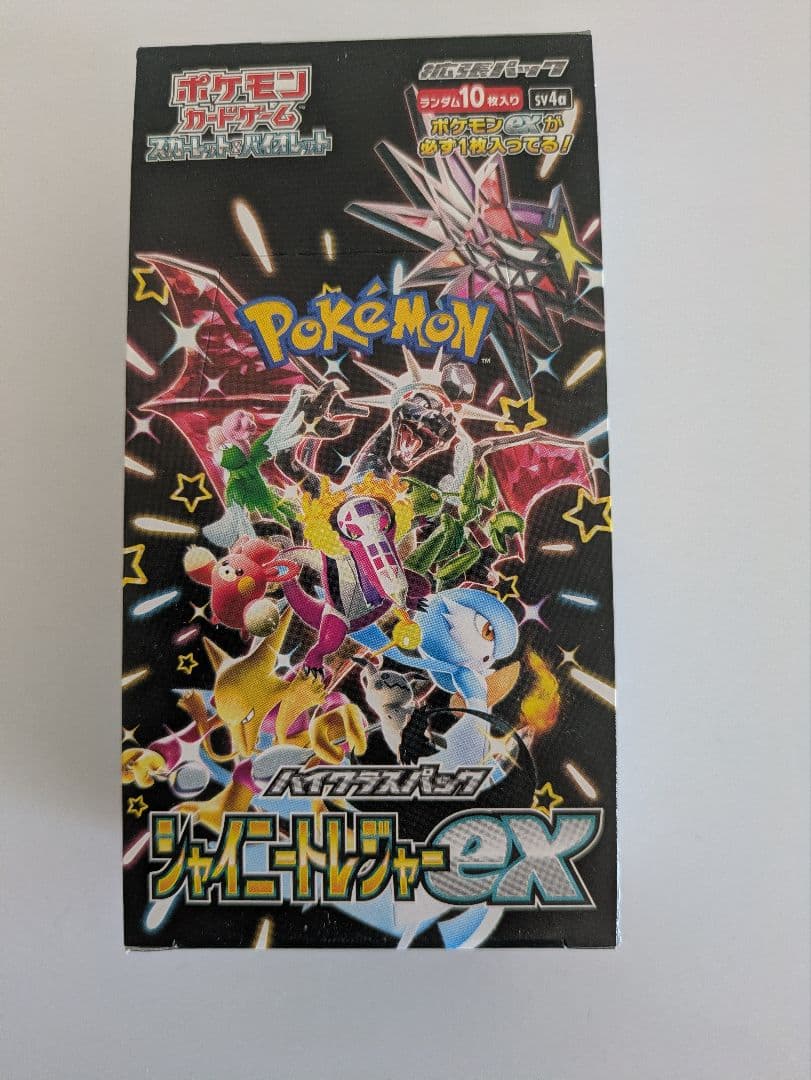 ポケモン
カードゲーム
スカーレット&バイオレット
拡張パック
ランダム10枚入り sv4a
ポケモンexが
必ず1枚入ってる!
POKéMON
TM
ハイクラスパック
シャイニートレジャーex